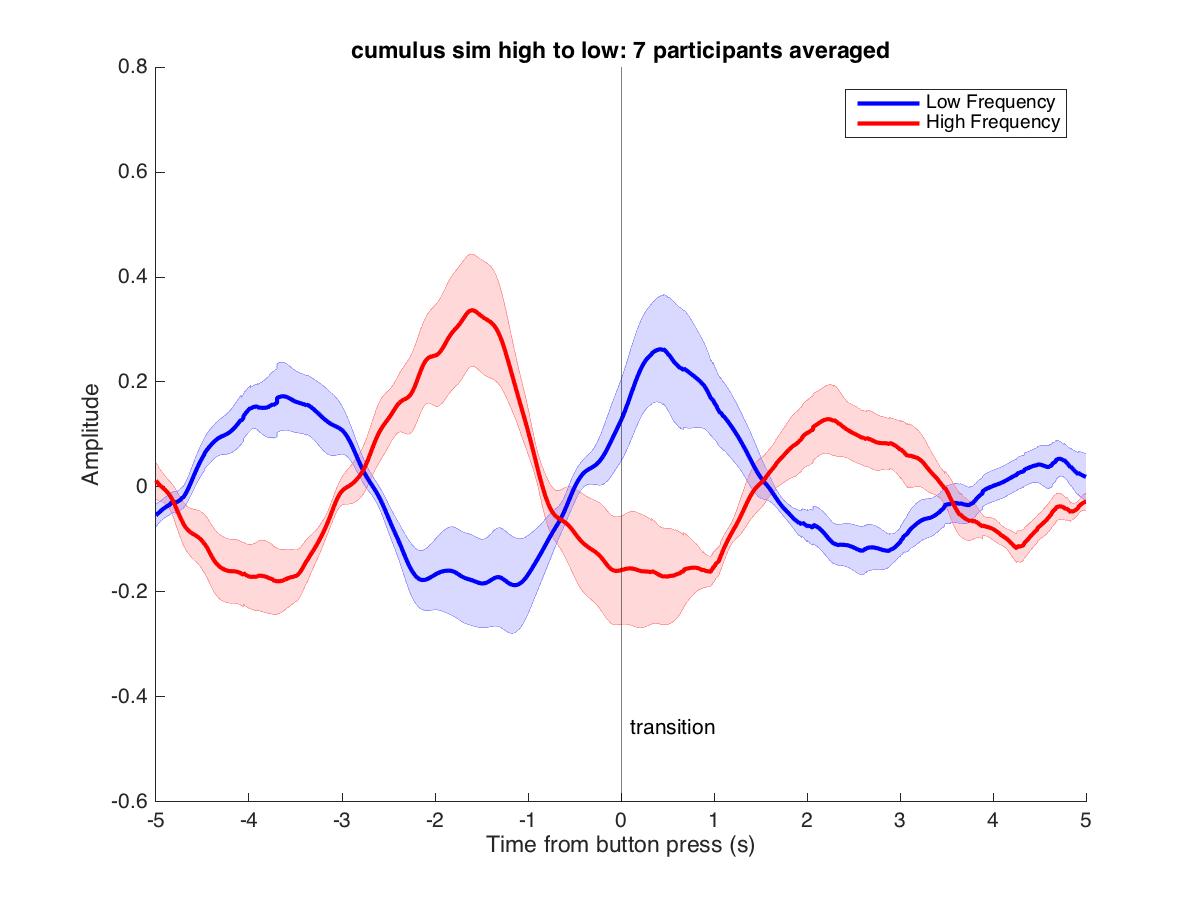 cumulus sim high to low: 7 participants averaged
0.8
Low Frequency
High Frequency
0.6
0.4
0.2
0
-0.2
-0.4
-0.6
Amplitude
transition
-5 -4 -3 -2 -1 0 1 2 3 4 5
Time from button press (s)